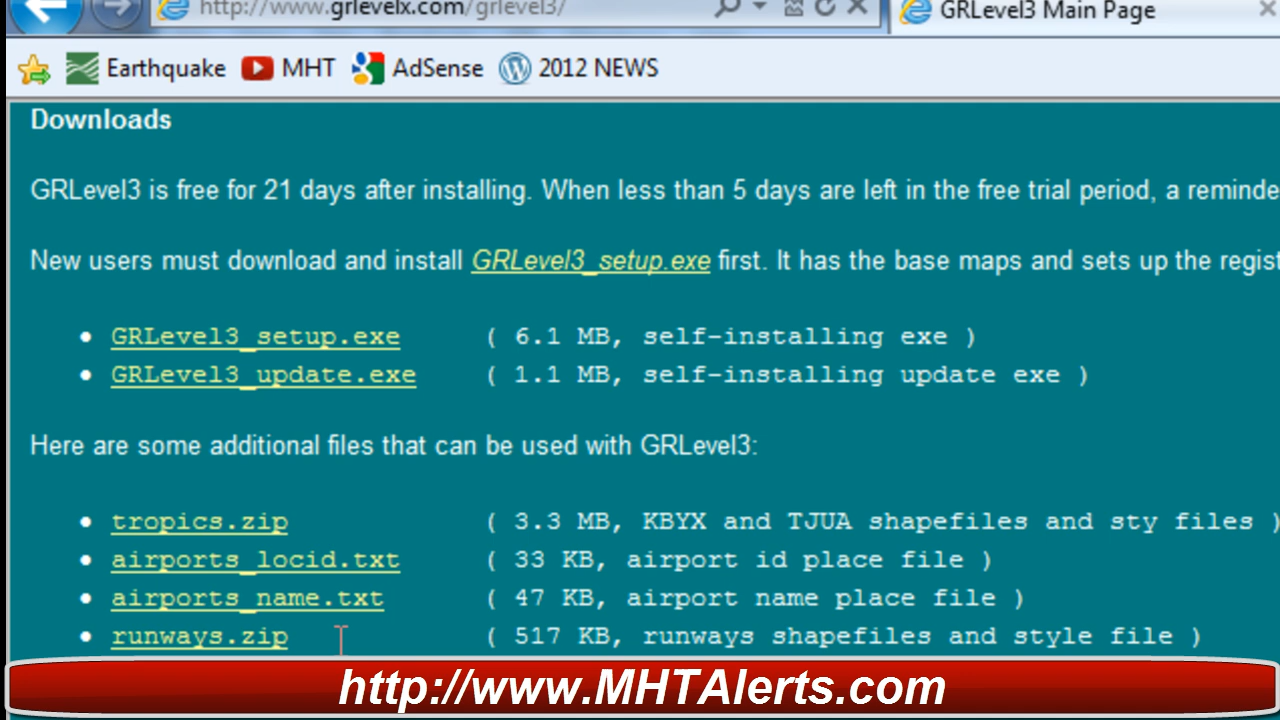 http://www.grlevelx.com/grlevel3/
GRLevel3 Main Page
Earthquake MHT AdSense 2012 NEWS
Downloads
GRLevel3 is free for 21 days after installing. When less than 5 days are left in the free trial period, a reminde
New users must download and install GRLevel3_setup.exe first. It has the base maps and sets up the regist
• GRLevel3_setup.exe ( 6.1 MB, self-installing exe )
• GRLevel3_update.exe ( 1.1 MB, self-installing update exe )
Here are some additional files that can be used with GRLevel3:
• tropics.zip ( 3.3 MB, KBYX and TJUA shapefiles and sty files )
• airports_locid.txt ( 33 KB, airport id place file )
• airports_name.txt ( 47 KB, airport name place file )
• runways.zip ( 517 KB, runways shapefiles and style file )
http://www.MHTAlerts.com